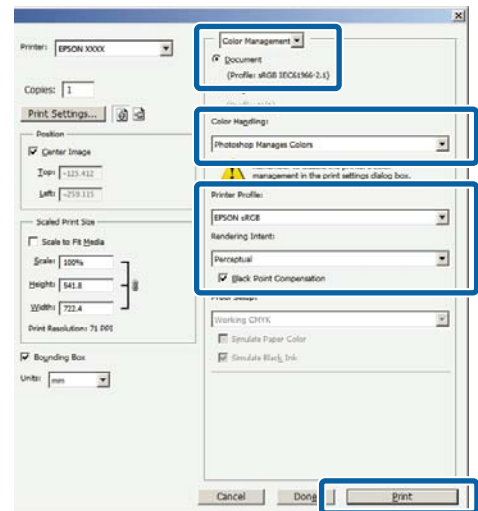 Printer: EPSON XXXX
Copies: 1
Print Settings...
Position
Center Image
Top: -125.412
Left: -259.115
Scaled Print Size
Scale to Fit Media
Scale: 100%
Height: 541.8
Width: 722.4
Print Resolution: 71 PPI
Bounding Box
Units: mm
Color Management
Document
(Profile: sRGB IEC61966-2.1)
Color Handling:
Photoshop Manages Colors
management in the print settings dialog box.
Printer Profile:
EPSON sRGB
Rendering Intent:
Perceptual
Black Point Compensation
Proof Setup:
Working CMYK
Simulate Paper Color
Simulate Black Ink
Cancel
Done
Print